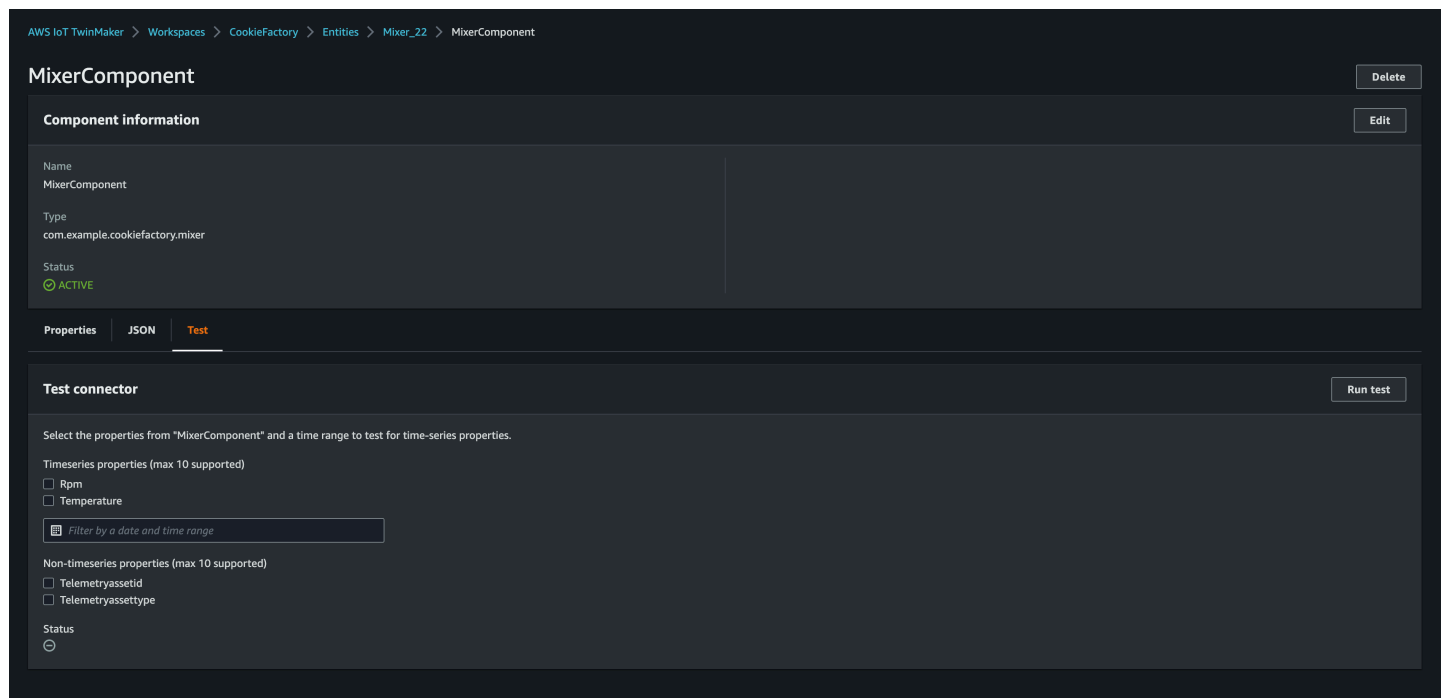 AWS IoT TwinMaker > Workspaces > CookieFactory > Entities > Mixer_22 > MixerComponent
MixerComponent
Delete
Component information
Edit
Name
MixerComponent
Type
com.example.cookiefactory.mixer
Status
ACTIVE
Properties
JSON
Test
Test connector
Run test
Select the properties from "MixerComponent" and a time range to test for time-series properties.
Timeseries properties (max 10 supported)
Rpm
Temperature
Filter by a date and time range
Non-timeseries properties (max 10 supported)
Telemetryassetid
Telemetryassettype
Status